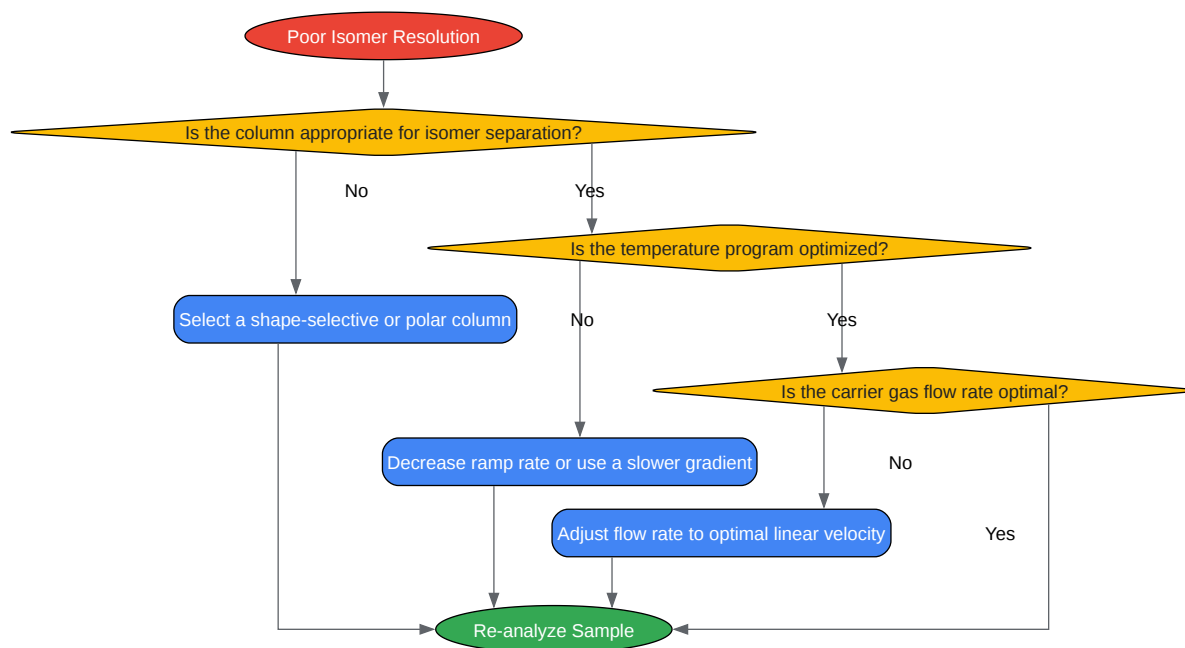 Poor Isomer Resolution
Is the column appropriate for isomer separation?
No
Yes
Is the temperature program optimized?
Select a shape-selective or polar column
No
Yes
Is the carrier gas flow rate optimal?
Decrease ramp rate or use a slower gradient
No
Adjust flow rate to optimal linear velocity
Yes
Re-analyze Sample